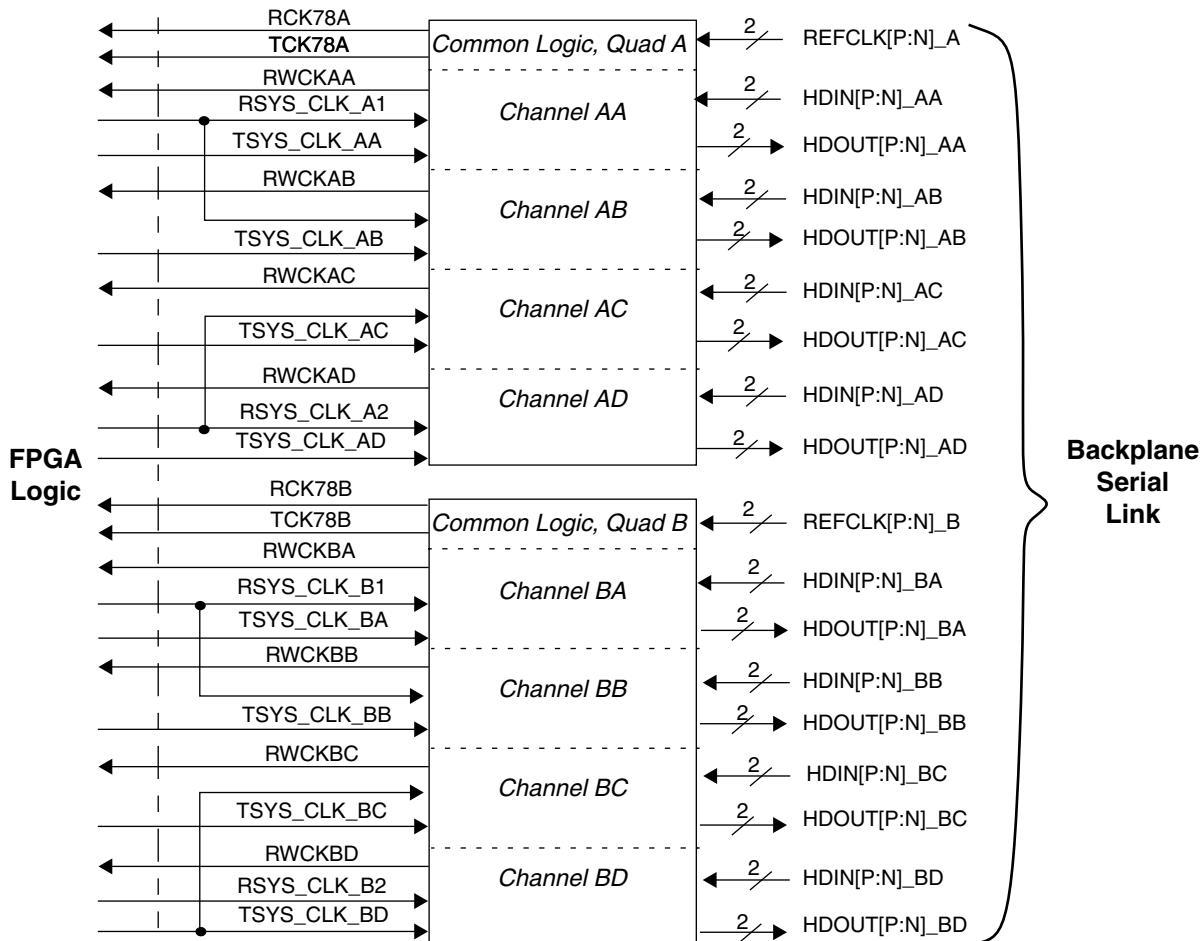 RCK78A
TCK78A
RWCKAA
RSYS_CLK_A1
TSYS_CLK_AA
RWCKAB
TSYS_CLK_AB
RWCKAC
TSYS_CLK_AC
RWCKAD
RSYS_CLK_A2
TSYS_CLK_AD
FPGA
Logic
RCK78B
TCK78B
RWCKBA
RSYS_CLK_B1
TSYS_CLK_BA
RWCKBB
TSYS_CLK_BB
RWCKBC
TSYS_CLK_BC
RWCKBD
RSYS_CLK_B2
TSYS_CLK_BD
Common Logic, Quad A
Channel AA
Channel AB
Channel AC
Channel AD
Common Logic, Quad B
Channel BA
Channel BB
Channel BC
Channel BD
2 REFCLK[P:N]_A
2 HDIN[P:N]_AA
2 HDOUT[P:N]_AA
2 HDIN[P:N]_AB
2 HDOUT[P:N]_AB
2 HDIN[P:N]_AC
2 HDOUT[P:N]_AC
2 HDIN[P:N]_AD
2 HDOUT[P:N]_AD
2 REFCLK[P:N]_B
2 HDIN[P:N]_BA
2 HDOUT[P:N]_BA
2 HDIN[P:N]_BB
2 HDOUT[P:N]_BB
2 HDIN[P:N]_BC
2 HDOUT[P:N]_BC
2 HDIN[P:N]_BD
2 HDOUT[P:N]_BD
Backplane
Serial
Link